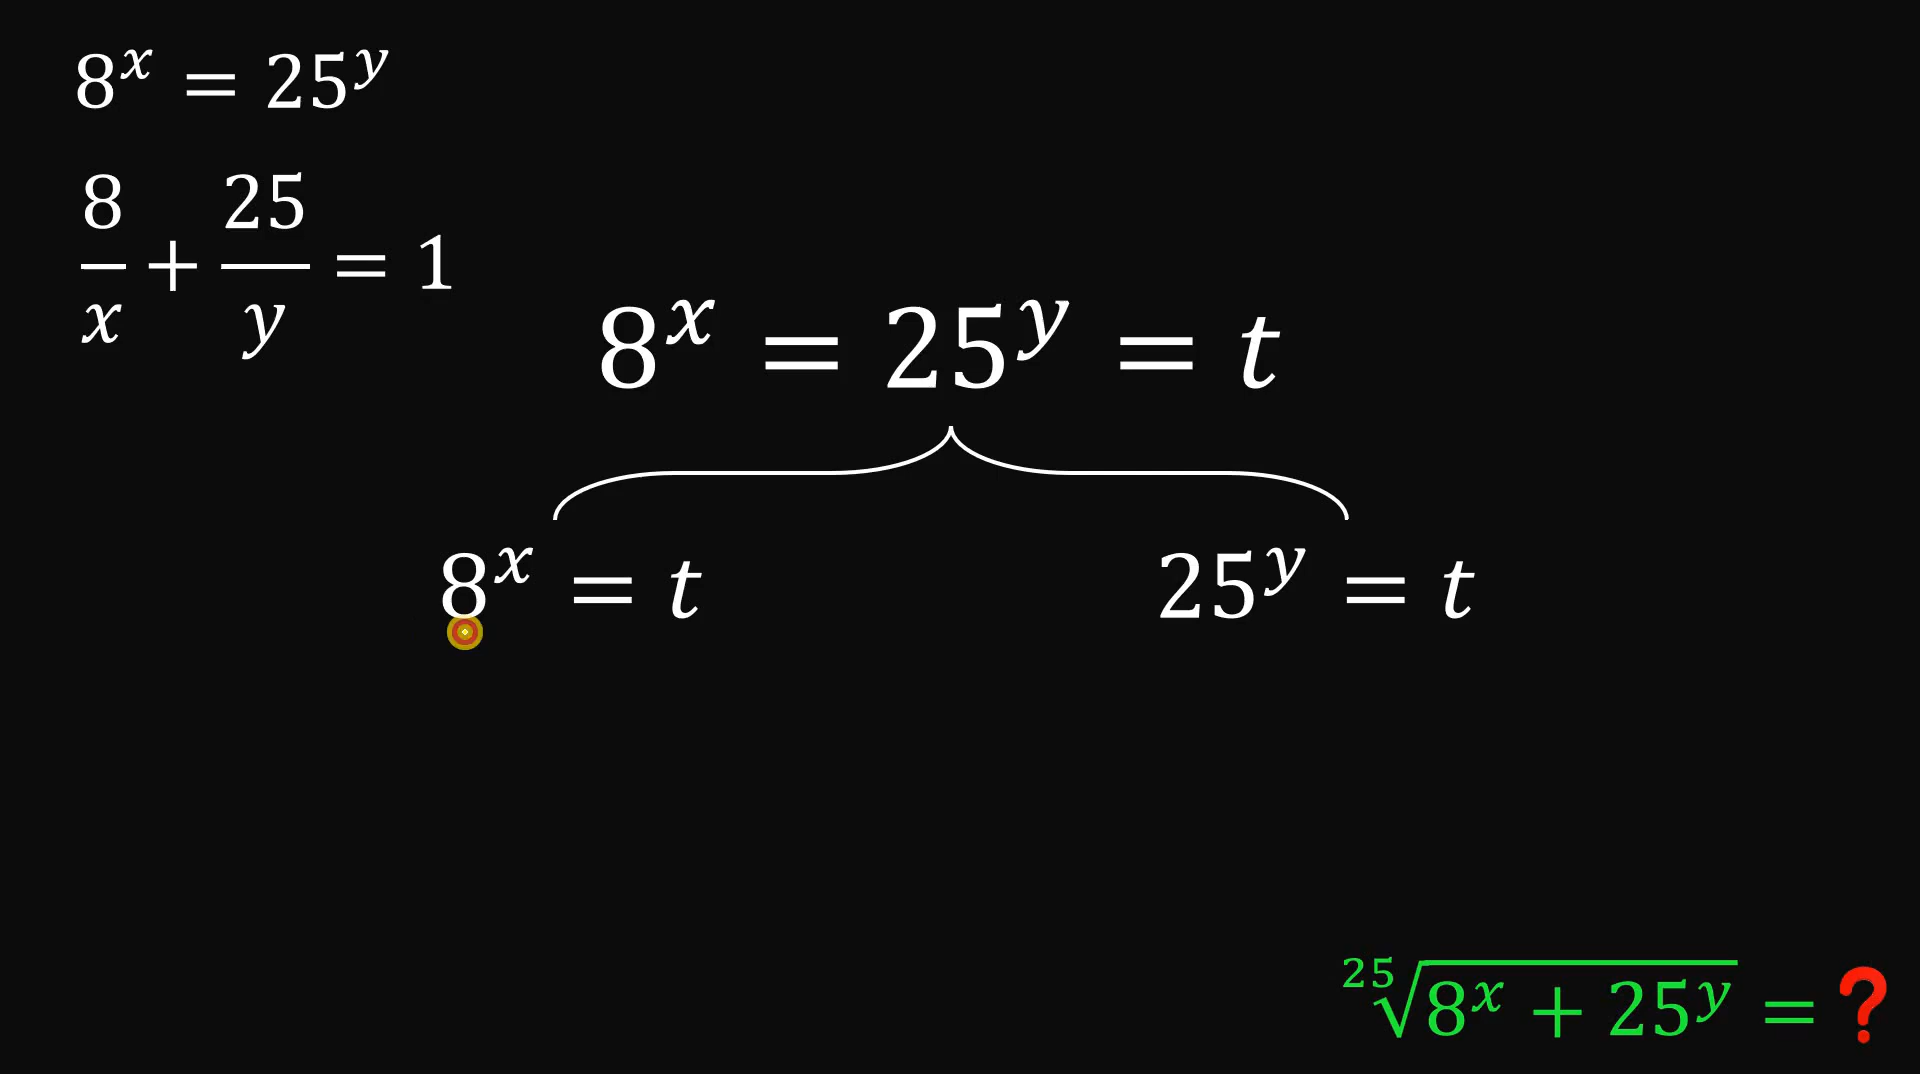 8^x = 25^y
8/x + 25/y = 1
8^x = 25^y = t
8^x = t
25^y = t
²⁵√(8^x + 25^y) = ?